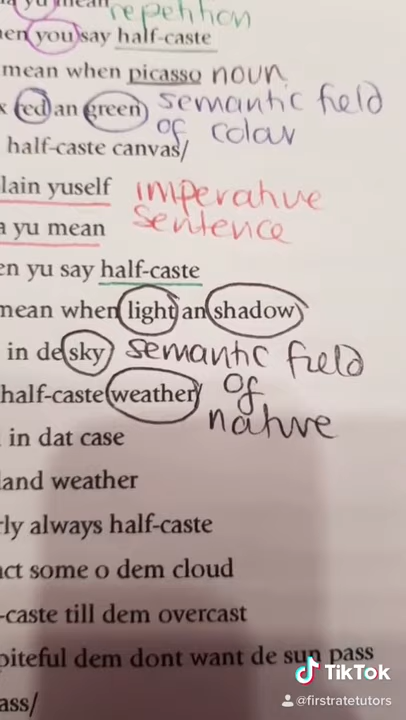 yu mean
repetition
en you say half-caste
mean when picasso noun
red an green semantic field
of colour
half-caste canvas/
lain yuself imperative
a yu mean sentence
en yu say half-caste
mean when light an shadow
in de sky semantic field
half-caste weather of
nature
in dat case
land weather
rly always half-caste
act some o dem cloud
-caste till dem overcast
piteful dem dont want de sun pass
ass/
TikTok
@firstratetutors